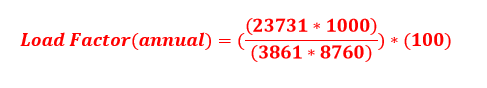 Load Factor(annual) = ((23731 * 1000)/(3861 * 8760)) * (100)